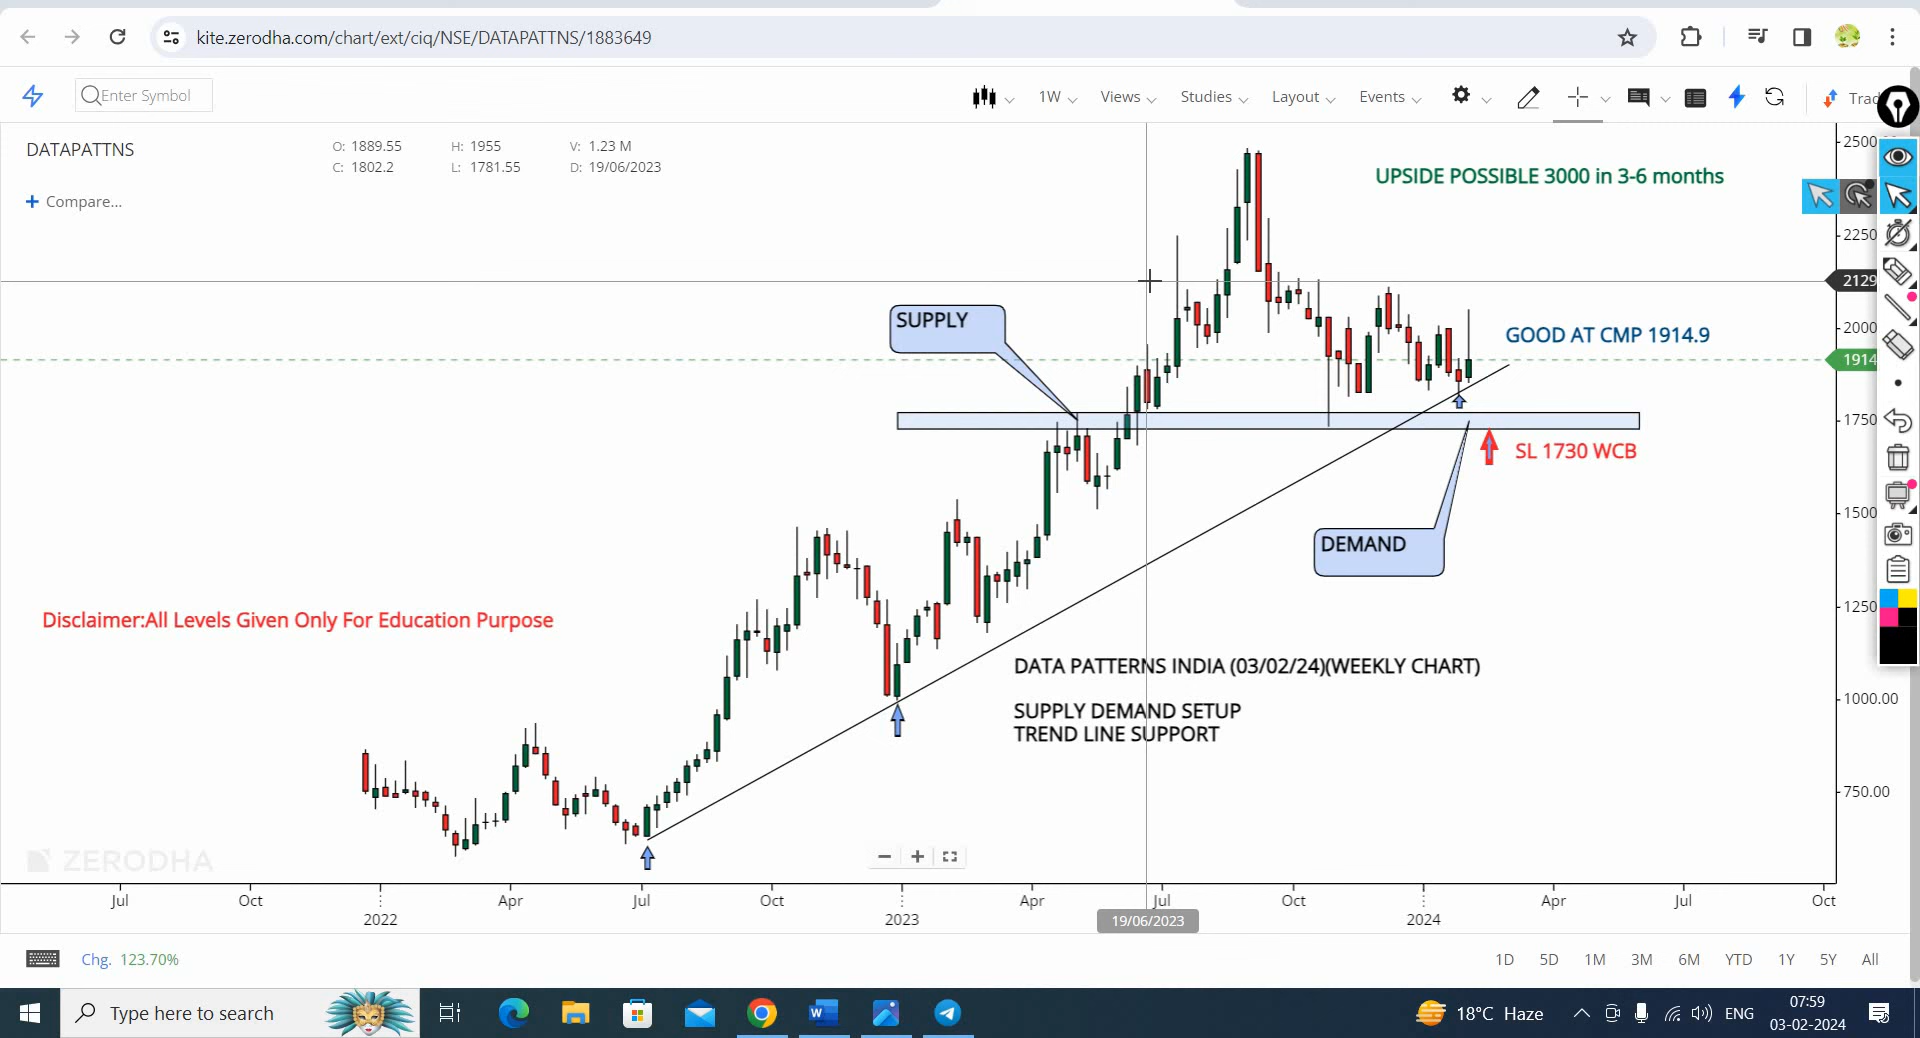 kite.zerodha.com/chart/ext/ciq/NSE/DATAPATTNS/1883649
Enter Symbol
1W
Views
Studies
Layout
Events
DATAPATTNS
O: 1889.55 H: 1955 V: 1.23 M
C: 1802.2 L: 1781.55 D: 19/06/2023
+ Compare...
UPSIDE POSSIBLE 3000 in 3-6 months
2250
2129
SUPPLY
2000
GOOD AT CMP 1914.9
1914
1750
SL 1730 WCB
1500
DEMAND
1250
Disclaimer:All Levels Given Only For Education Purpose
DATA PATTERNS INDIA (03/02/24)(WEEKLY CHART)
1000.00
SUPPLY DEMAND SETUP
TREND LINE SUPPORT
750.00
ZERODHA
Jul Oct Apr Jul Oct Apr Jul Oct Apr Jul Oct
2022 2023 19/06/2023 2024
Chg. 123.70%
1D 5D 1M 3M 6M YTD 1Y 5Y All
Type here to search
18°C Haze
ENG
07:59
03-02-2024